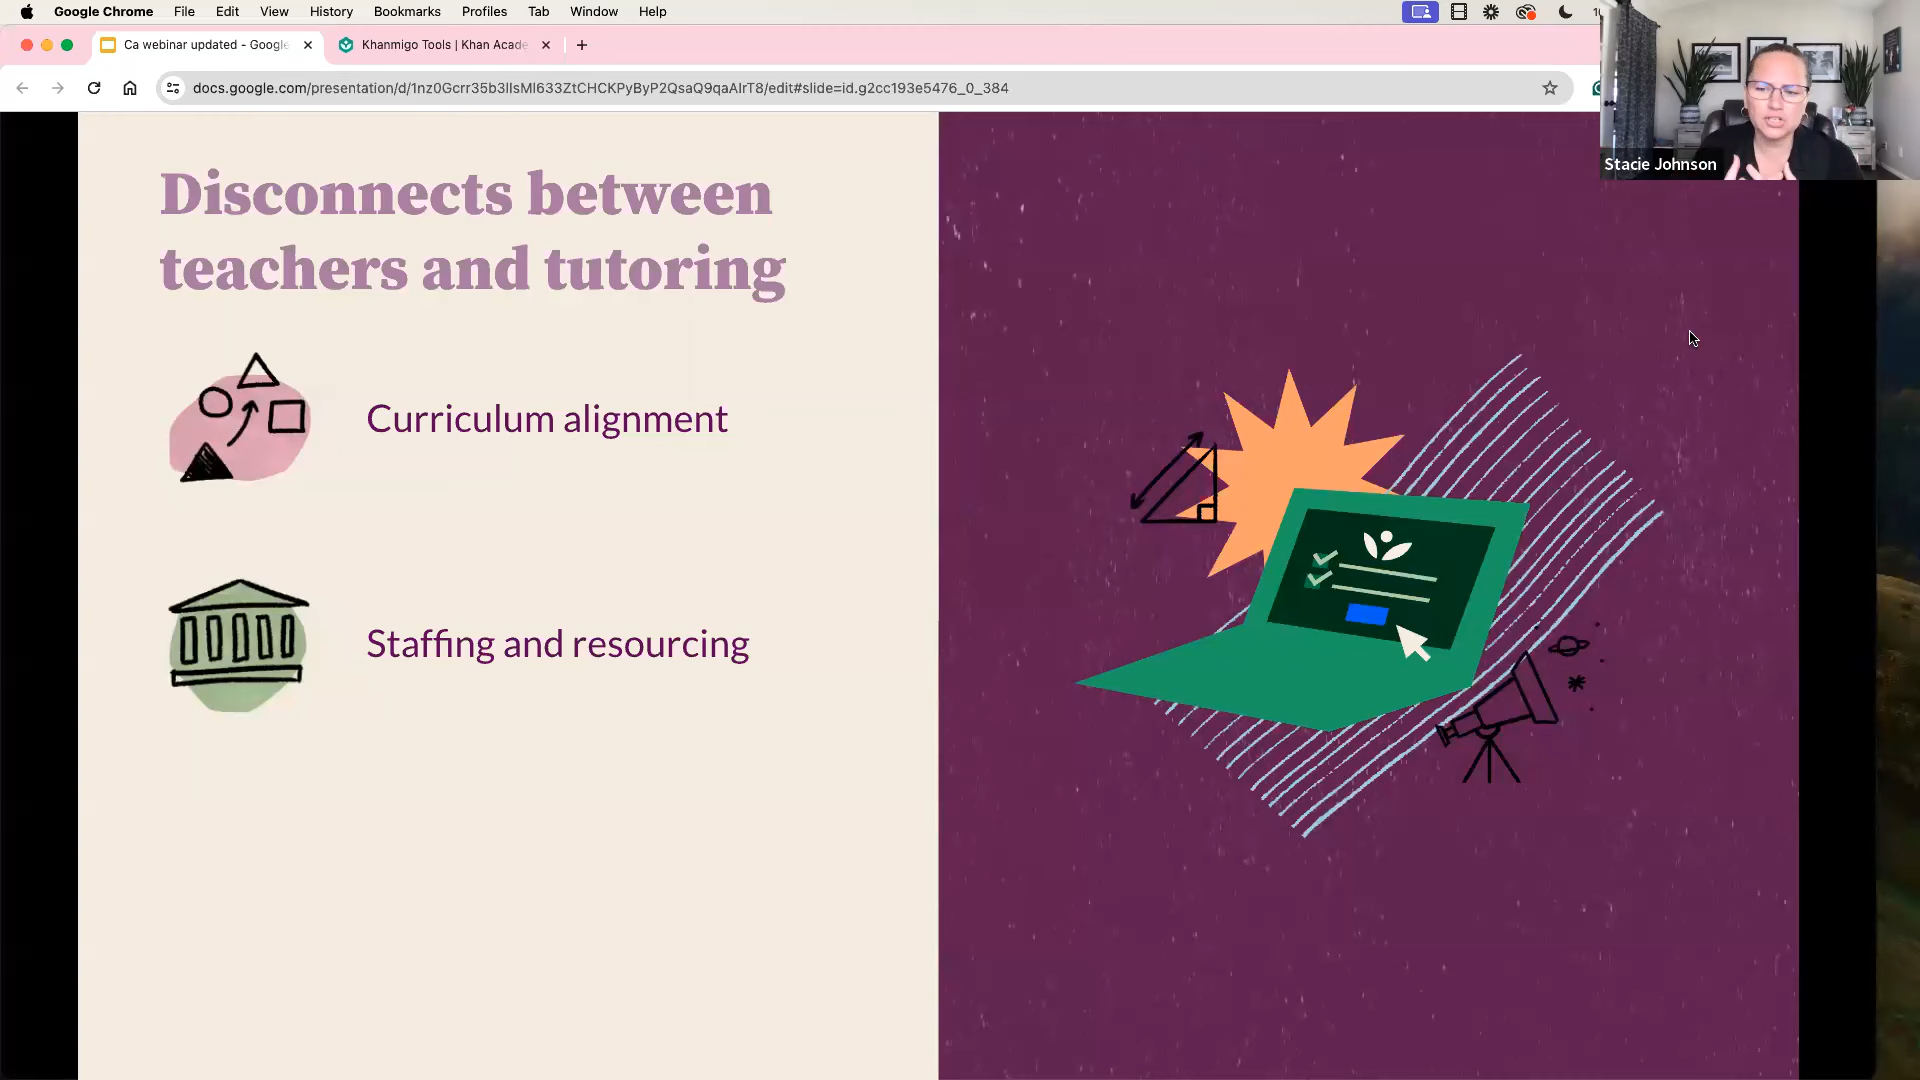 Google Chrome File Edit View History Bookmarks Profiles Tab Window Help
Ca webinar updated - Google
Khanmigo Tools | Khan Acade
docs.google.com/presentation/d/1nz0Gcrr35b3lIsMl633ZtCHCKPyByP2QsaQ9qaAIrT8/edit#slide=id.g2cc193e5476_0_384
Stacie Johnson
Disconnects between
teachers and tutoring
Curriculum alignment
Staffing and resourcing